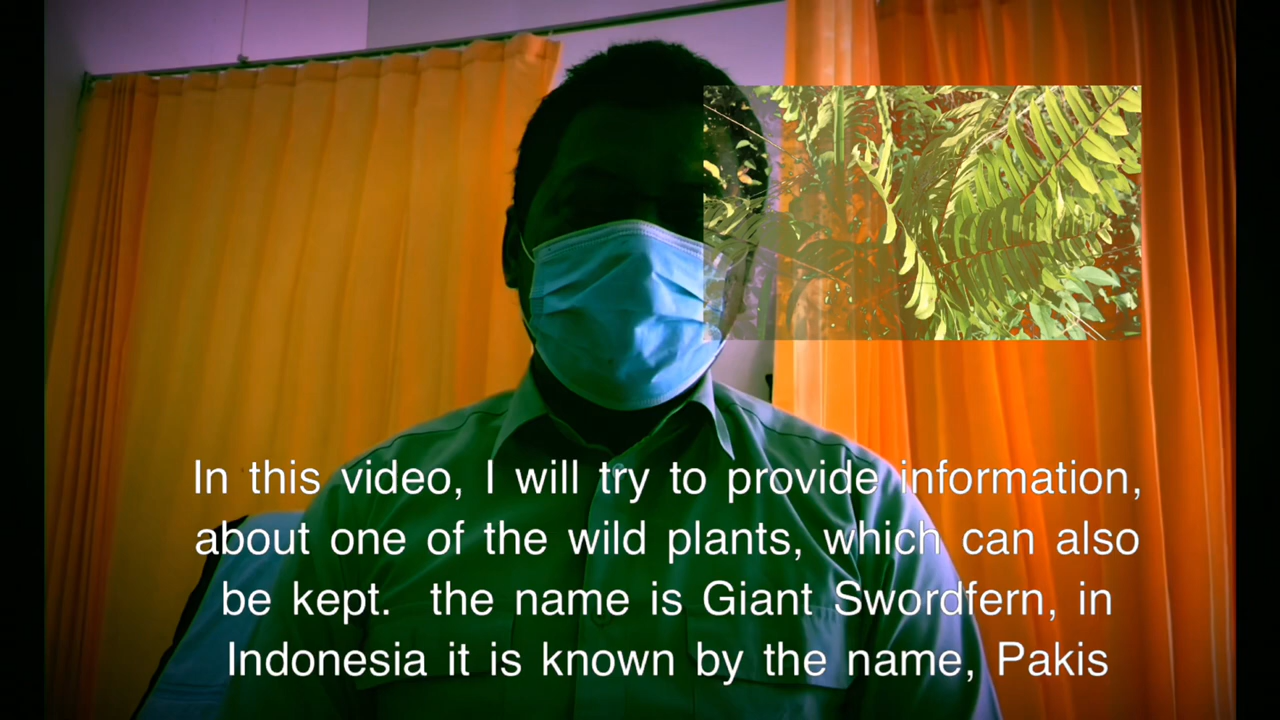 In this video, I will try to provide information,
about one of the wild plants, which can also
be kept. the name is Giant Swordfern, in
Indonesia it is known by the name, Pakis